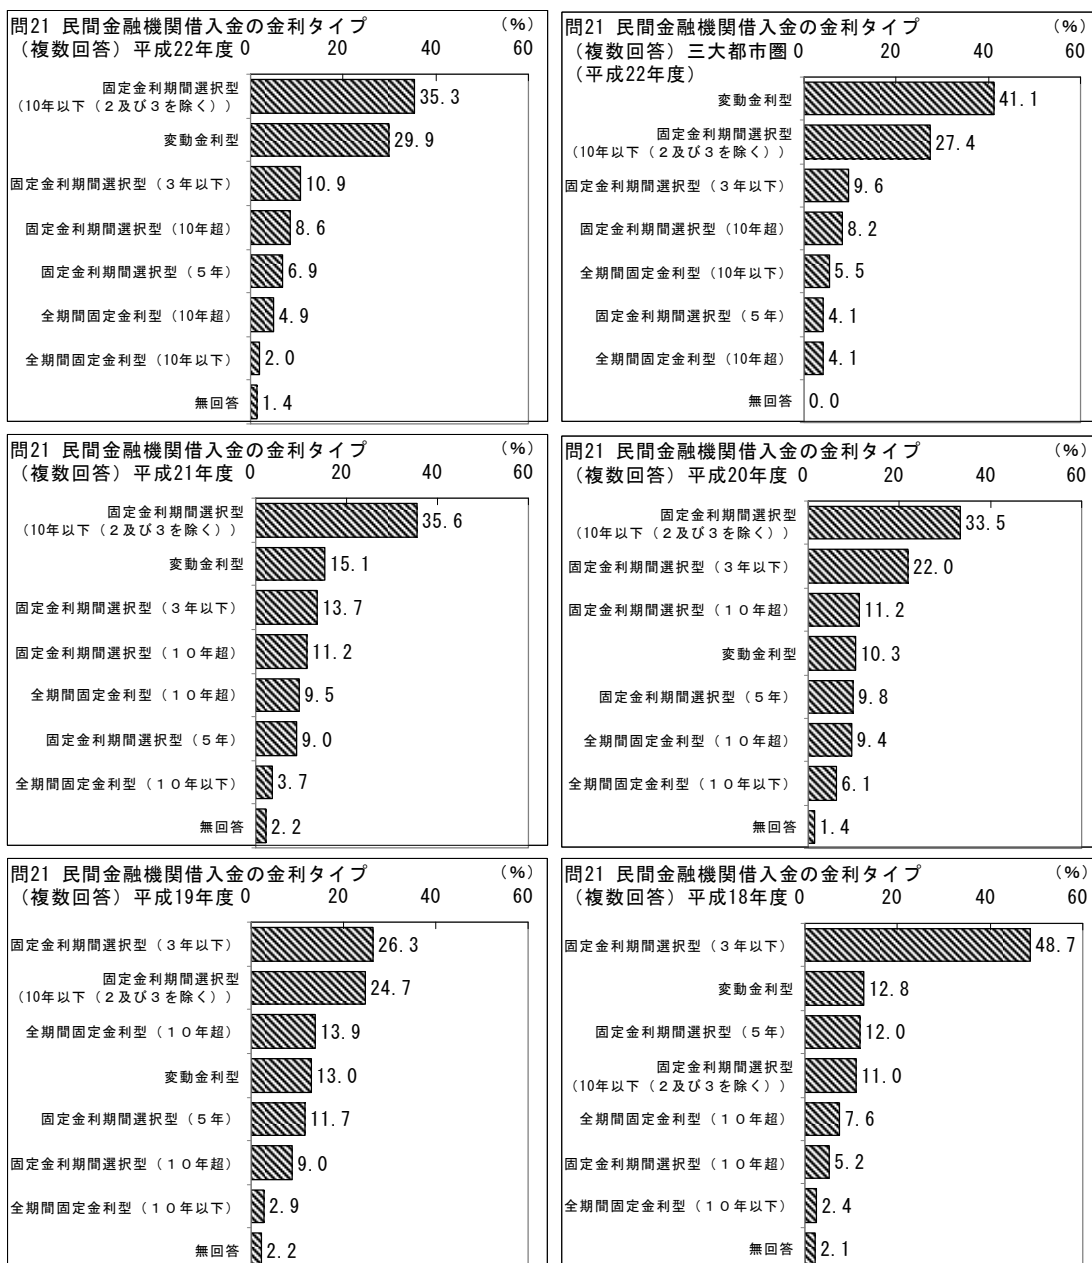 問21 民間金融機関借入金の金利タイプ (%)
(複数回答)平成22年度 0 20 40 60
固定金利期間選択型
(10年以下(2及び3を除く)) 35.3
変動金利型 29.9
固定金利期間選択型(3年以下) 10.9
固定金利期間選択型(10年超) 8.6
固定金利期間選択型(5年) 6.9
全期間固定金利型(10年超) 4.9
全期間固定金利型(10年以下) 2.0
無回答 1.4
問21 民間金融機関借入金の金利タイプ (%)
(複数回答)三大都市圏 0 20 40 60
(平成22年度)
変動金利型 41.1
固定金利期間選択型
(10年以下(2及び3を除く)) 27.4
固定金利期間選択型(3年以下) 9.6
固定金利期間選択型(10年超) 8.2
全期間固定金利型(10年以下) 5.5
固定金利期間選択型(5年) 4.1
全期間固定金利型(10年超) 4.1
無回答 0.0
問21 民間金融機関借入金の金利タイプ (%)
(複数回答)平成21年度 0 20 40 60
固定金利期間選択型
(10年以下(2及び3を除く)) 35.6
変動金利型 15.1
固定金利期間選択型(3年以下) 13.7
固定金利期間選択型(10年超) 11.2
全期間固定金利型(10年超) 9.5
固定金利期間選択型(5年) 9.0
全期間固定金利型(10年以下) 3.7
無回答 2.2
問21 民間金融機関借入金の金利タイプ (%)
(複数回答)平成20年度 0 20 40 60
固定金利期間選択型
(10年以下(2及び3を除く)) 33.5
固定金利期間選択型(3年以下) 22.0
固定金利期間選択型(10年超) 11.2
変動金利型 10.3
固定金利期間選択型(5年) 9.8
全期間固定金利型(10年超) 9.4
全期間固定金利型(10年以下) 6.1
無回答 1.4
問21 民間金融機関借入金の金利タイプ (%)
(複数回答)平成19年度 0 20 40 60
固定金利期間選択型(3年以下) 26.3
固定金利期間選択型
(10年以下(2及び3を除く)) 24.7
全期間固定金利型(10年超) 13.9
変動金利型 13.0
固定金利期間選択型(5年) 11.7
固定金利期間選択型(10年超) 9.0
全期間固定金利型(10年以下) 2.9
無回答 2.2
問21 民間金融機関借入金の金利タイプ (%)
(複数回答)平成18年度 0 20 40 60
固定金利期間選択型(3年以下) 48.7
変動金利型 12.8
固定金利期間選択型(5年) 12.0
固定金利期間選択型
(10年以下(2及び3を除く)) 11.0
全期間固定金利型(10年超) 7.6
固定金利期間選択型(10年超) 5.2
全期間固定金利型(10年以下) 2.4
無回答 2.1